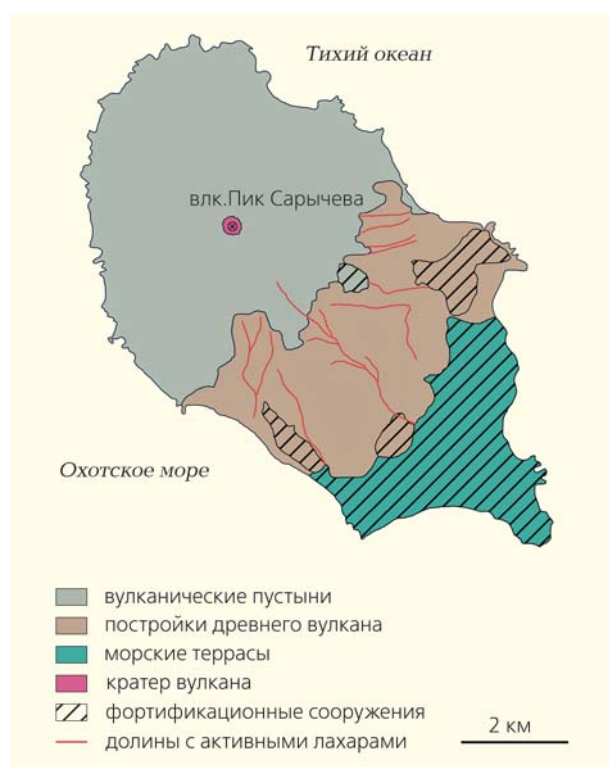 Тихий океан
влк.Пик Сарычева
Охотское море
вулканические пустыни
постройки древнего вулкана
морские террасы
кратер вулкана
фортификационные сооружения
долины с активными лахарами
2 км